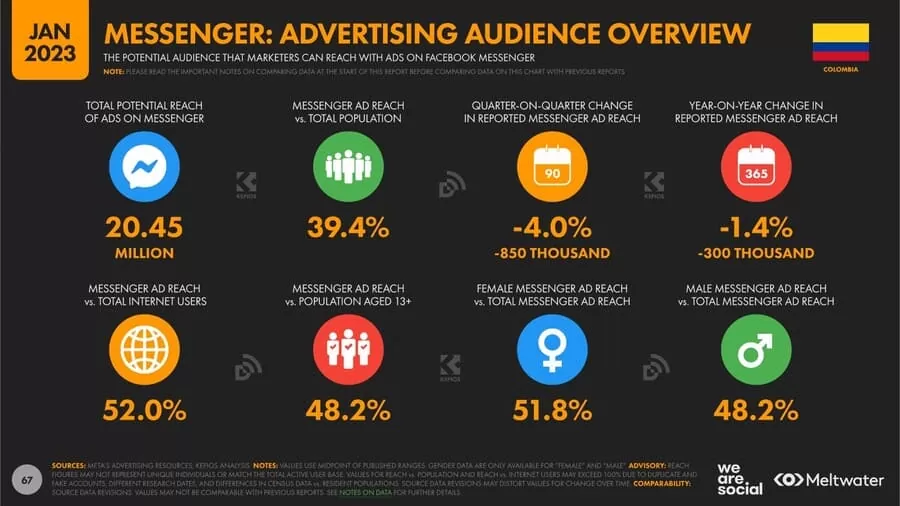 JAN
2023
MESSENGER: ADVERTISING AUDIENCE OVERVIEW
THE POTENTIAL AUDIENCE THAT MARKETERS CAN REACH WITH ADS ON FACEBOOK MESSENGER
NOTE: PLEASE READ THE IMPORTANT NOTES ON COMPARING DATA AT THE START OF THIS REPORT BEFORE COMPARING DATA ON THIS CHART WITH PREVIOUS REPORTS
COLOMBIA
TOTAL POTENTIAL REACH
OF ADS ON MESSENGER
20.45
MILLION
MESSENGER AD REACH
vs. TOTAL POPULATION
39.4%
QUARTER-ON-QUARTER CHANGE
IN REPORTED MESSENGER AD REACH
90
-4.0%
-850 THOUSAND
YEAR-ON-YEAR CHANGE IN
REPORTED MESSENGER AD REACH
365
-1.4%
-300 THOUSAND
KEPIOS
KEPIOS
MESSENGER AD REACH
vs. TOTAL INTERNET USERS
52.0%
MESSENGER AD REACH
vs. POPULATION AGED 13+
48.2%
FEMALE MESSENGER AD REACH
vs. TOTAL MESSENGER AD REACH
51.8%
MALE MESSENGER AD REACH
vs. TOTAL MESSENGER AD REACH
48.2%
KEPIOS
67
SOURCES: META'S ADVERTISING RESOURCES; KEPIOS ANALYSIS. NOTES: VALUES USE MIDPOINT OF PUBLISHED RANGES. GENDER DATA ARE ONLY AVAILABLE FOR "FEMALE" AND "MALE". ADVISORY: REACH
FIGURES MAY NOT REPRESENT UNIQUE INDIVIDUALS OR MATCH THE TOTAL ACTIVE USER BASE. VALUES FOR REACH vs. POPULATION AND REACH vs. INTERNET USERS MAY EXCEED 100% DUE TO DUPLICATE AND
FAKE ACCOUNTS, DIFFERENT RESEARCH DATES, AND DIFFERENCES IN CENSUS DATA vs. RESIDENT POPULATIONS. SOURCE DATA REVISIONS MAY DISTORT VALUES FOR CHANGE OVER TIME. COMPARABILITY:
SOURCE DATA REVISIONS. VALUES MAY NOT BE COMPARABLE WITH PREVIOUS REPORTS. SEE NOTES ON DATA FOR FURTHER DETAILS.
we
are.
social
Meltwater